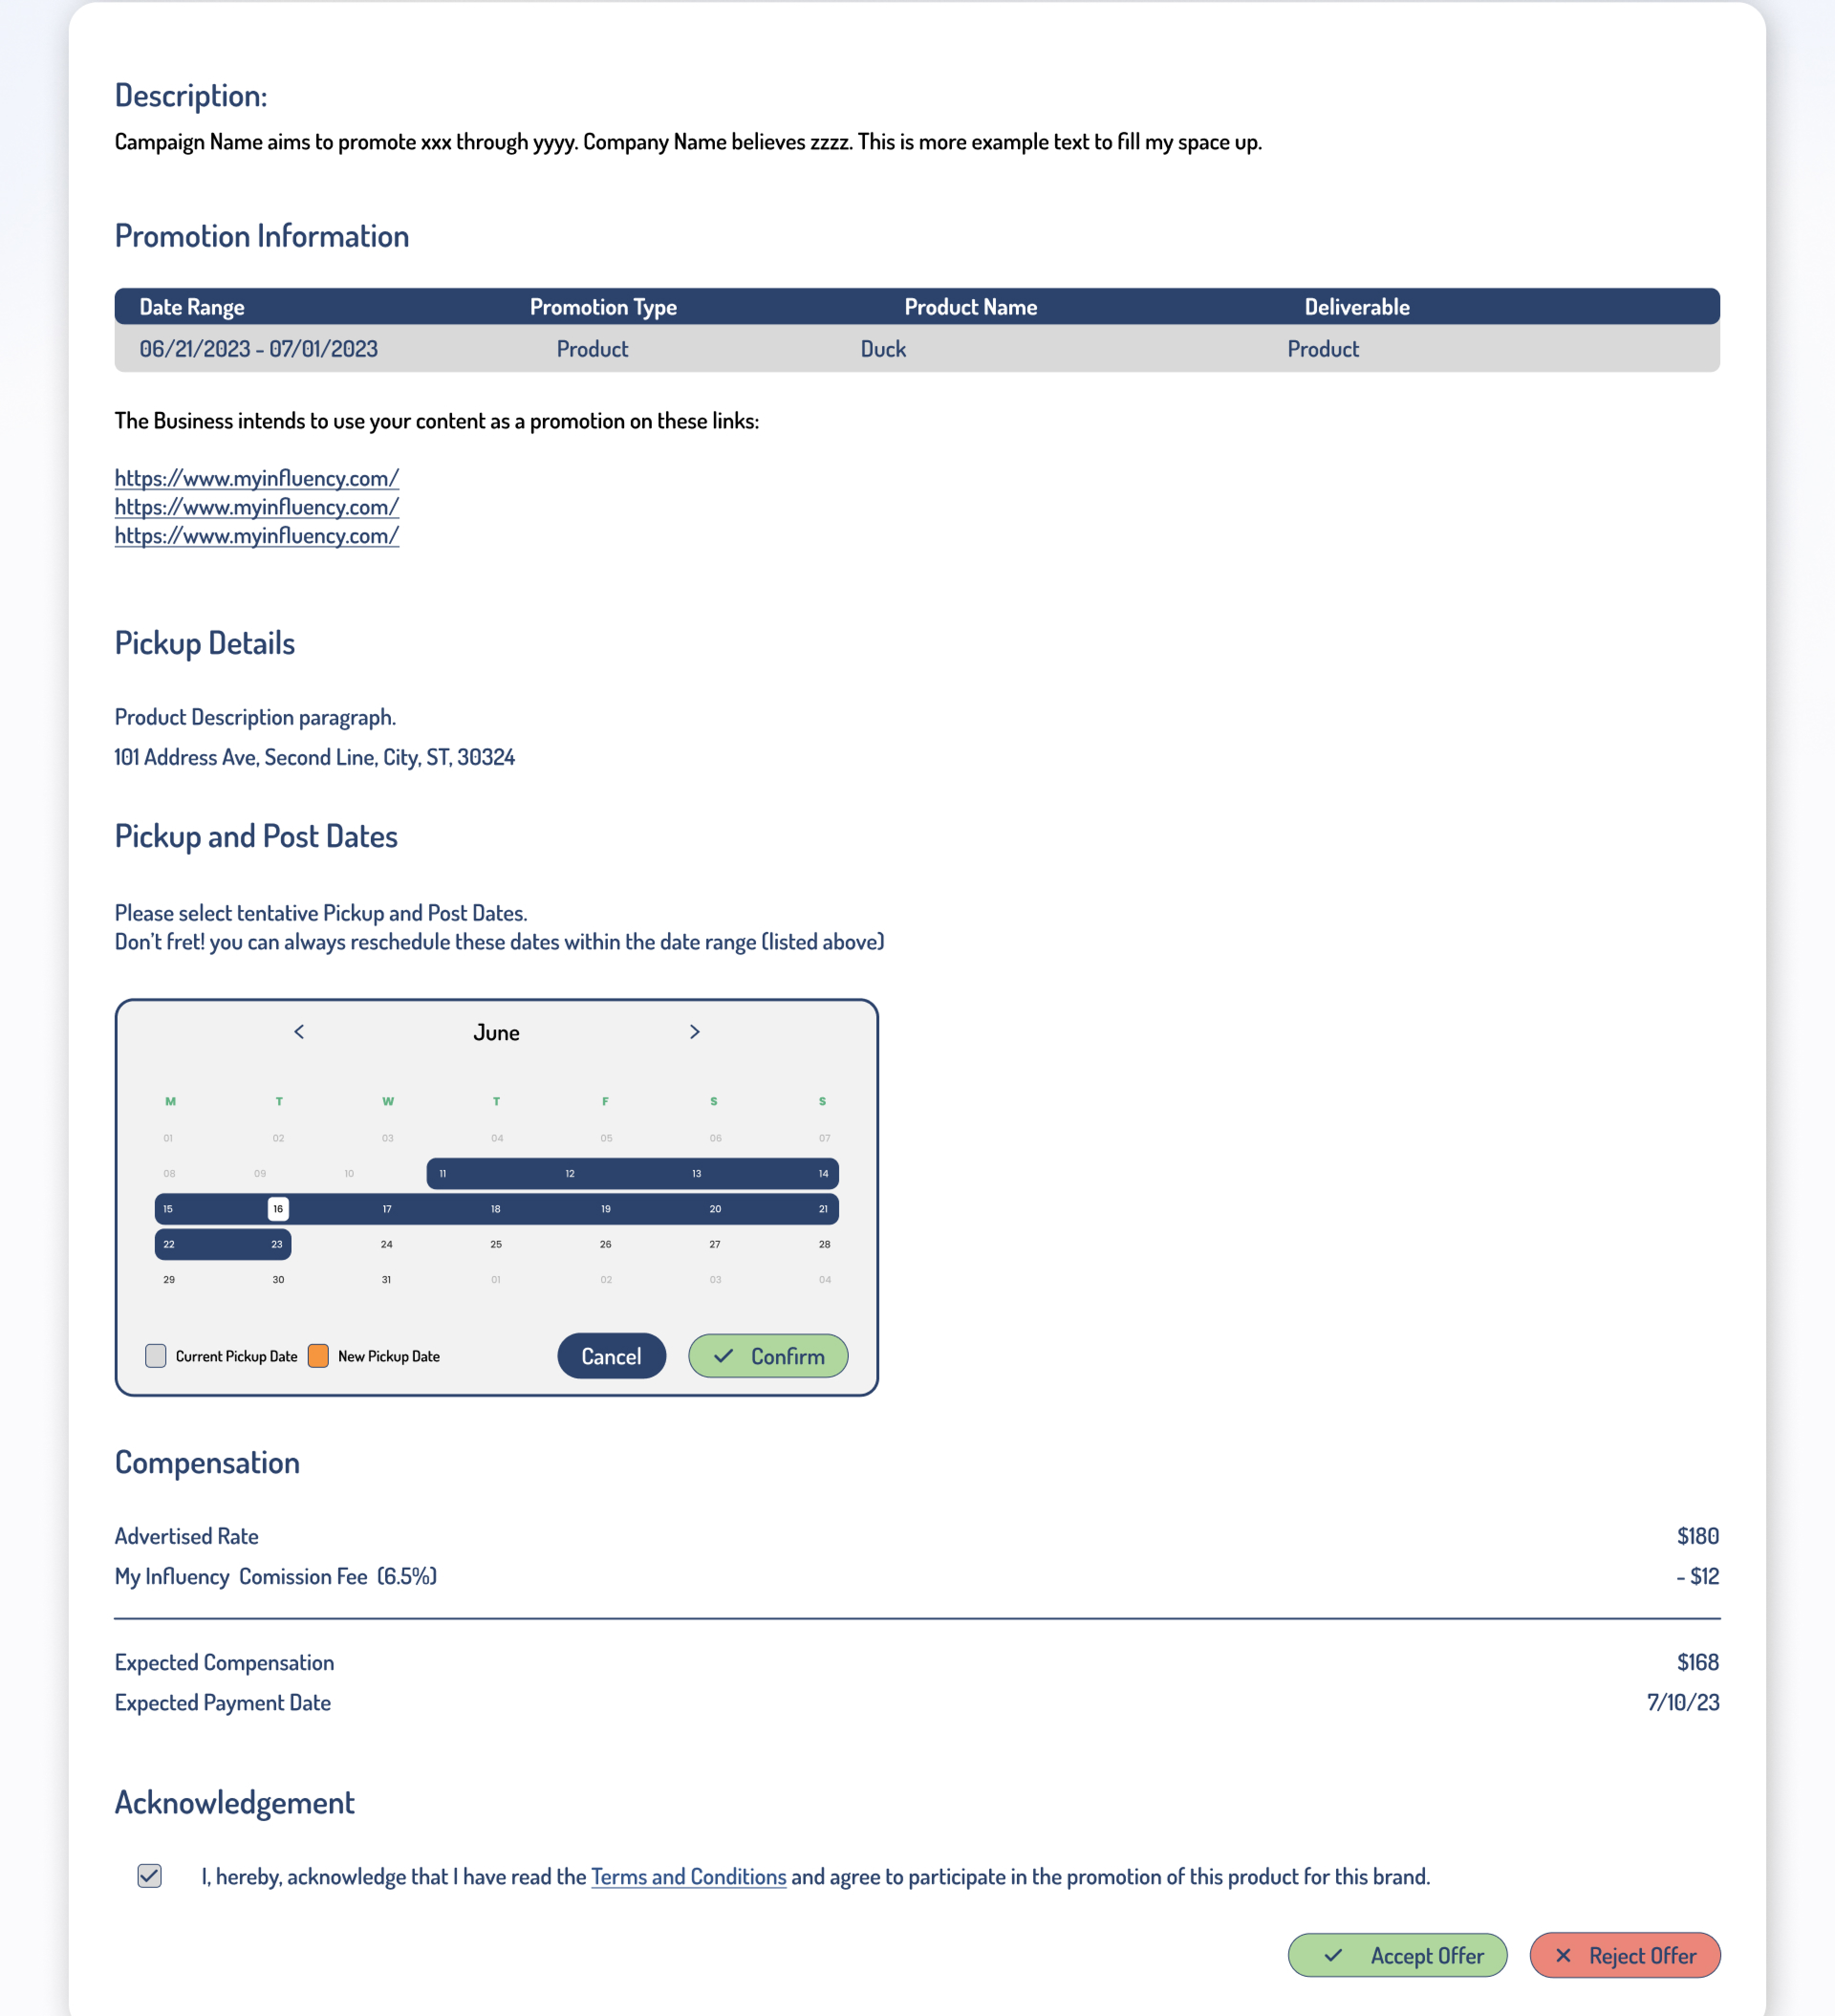 Description:
Campaign Name aims to promote xxx through yyyy. Company Name believes zzzz. This is more example text to fill my space up.
Promotion Information
Date Range Promotion Type Product Name Deliverable
06/21/2023 - 07/01/2023 Product Duck Product
The Business intends to use your content as a promotion on these links:
https://www.myinfluency.com/
https://www.myinfluency.com/
https://www.myinfluency.com/
Pickup Details
Product Description paragraph.
101 Address Ave, Second Line, City, ST, 30324
Pickup and Post Dates
Please select tentative Pickup and Post Dates.
Don't fret! you can always reschedule these dates within the date range (listed above)
< June >
M T W T F S S
01 02 03 04 05 06 07
08 09 10 11 12 13 14
15 16 17 18 19 20 21
22 23 24 25 26 27 28
29 30 31 01 02 03 04
Current Pickup Date New Pickup Date Cancel Confirm
Compensation
Advertised Rate $180
My Influency Comission Fee (6.5%) - $12
Expected Compensation $168
Expected Payment Date 7/10/23
Acknowledgement
I, hereby, acknowledge that I have read the Terms and Conditions and agree to participate in the promotion of this product for this brand.
Accept Offer Reject Offer